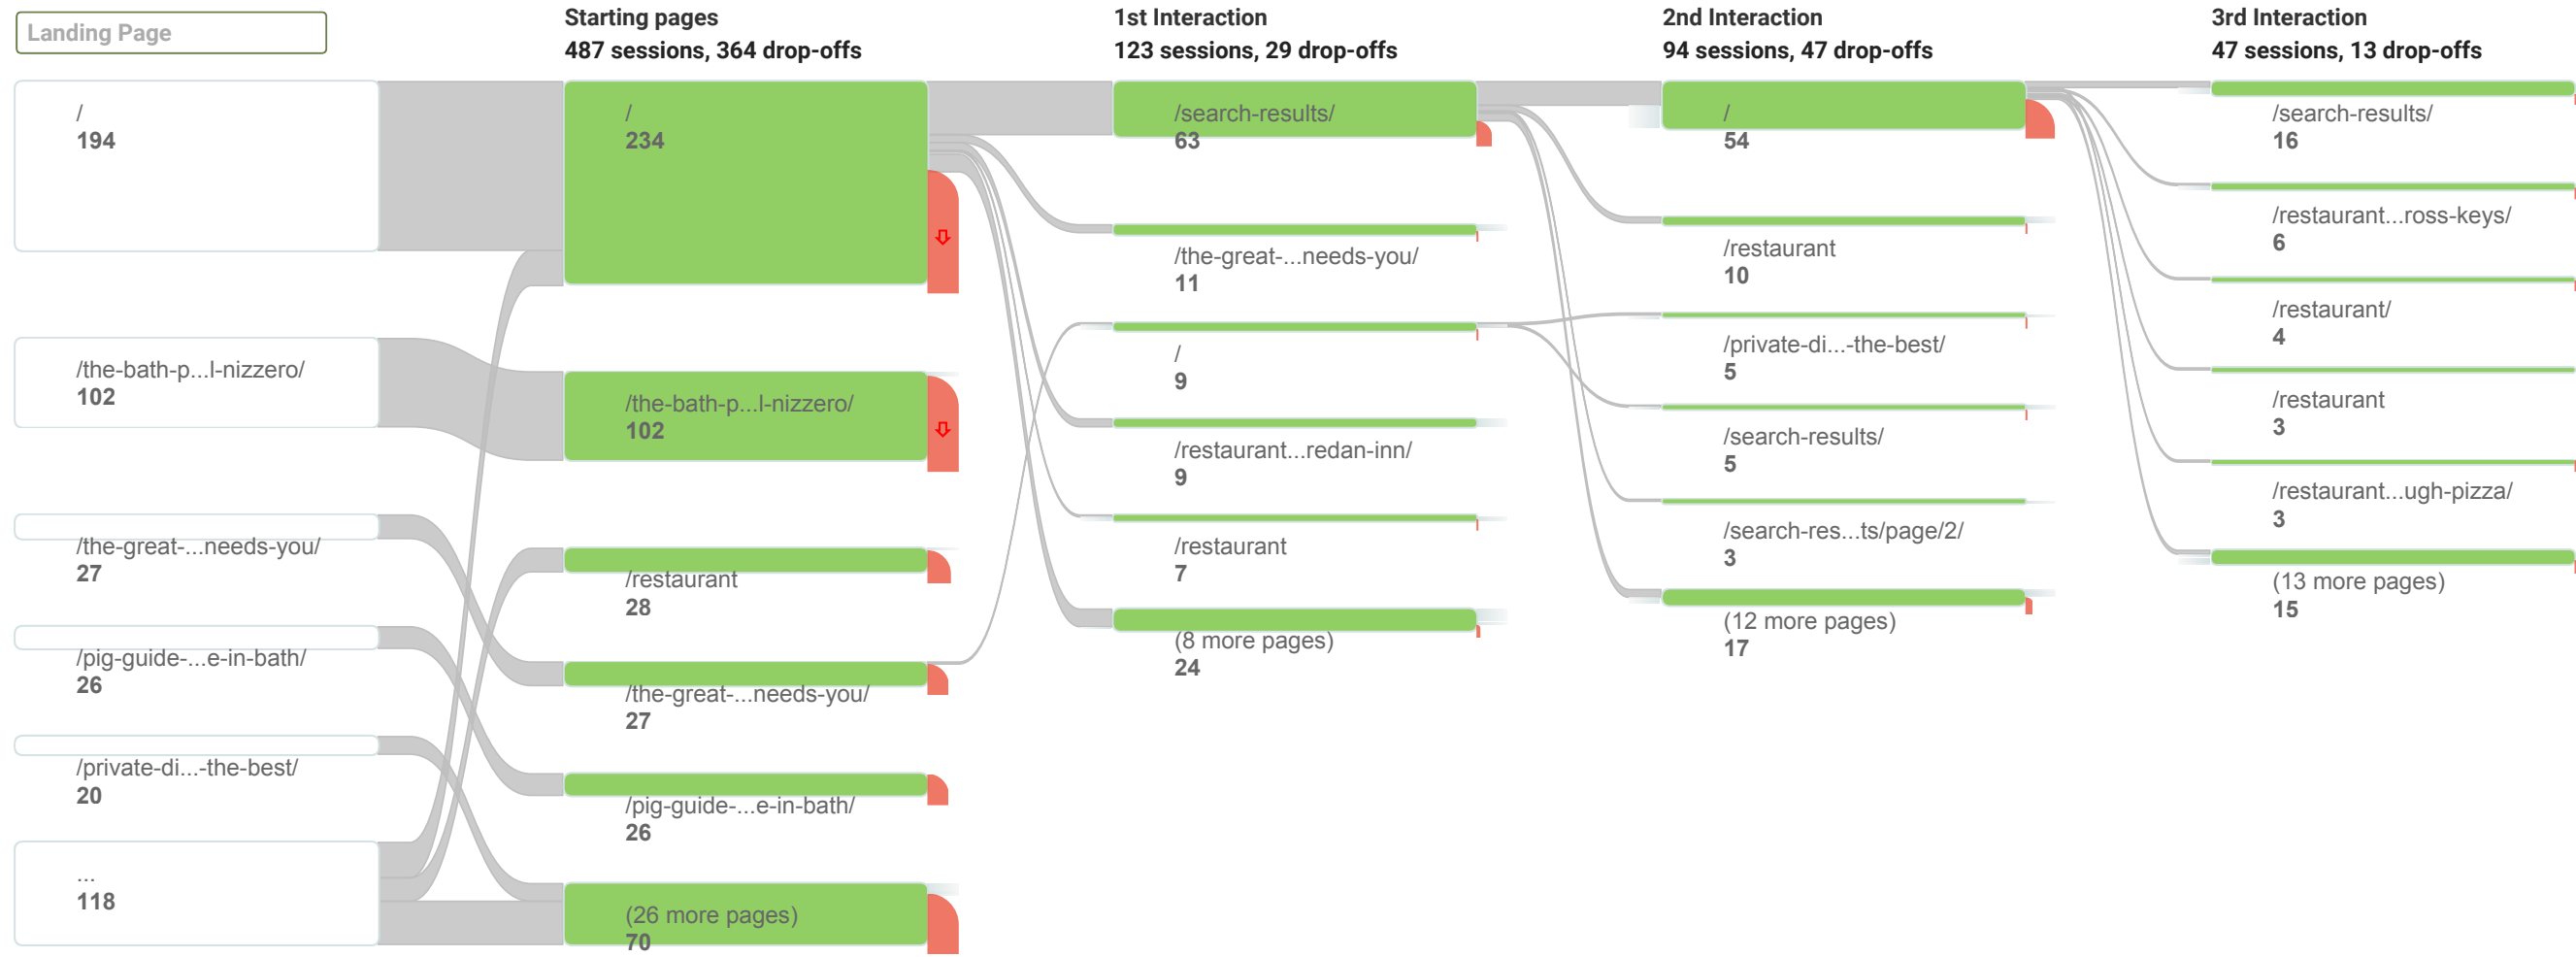 Landing Page
/
194
/the-bath-p...l-nizzero/
102
/the-great-...needs-you/
27
/pig-guide-...e-in-bath/
26
/private-di...-the-best/
20
...
118
Starting pages
487 sessions, 364 drop-offs
/
234
/the-bath-p...l-nizzero/
102
/restaurant
28
/the-great-...needs-you/
27
/pig-guide-...e-in-bath/
26
(26 more pages)
70
1st Interaction
123 sessions, 29 drop-offs
/search-results/
63
/the-great-...needs-you/
11
/
9
/restaurant...redan-inn/
9
/restaurant
7
(8 more pages)
24
2nd Interaction
94 sessions, 47 drop-offs
/
54
/restaurant
10
/private-di...-the-best/
5
/search-results/
5
/search-res...ts/page/2/
3
(12 more pages)
17
3rd Interaction
47 sessions, 13 drop-offs
/search-results/
16
/restaurant...ross-keys/
6
/restaurant/
4
/restaurant
3
/restaurant...ugh-pizza/
3
(13 more pages)
15